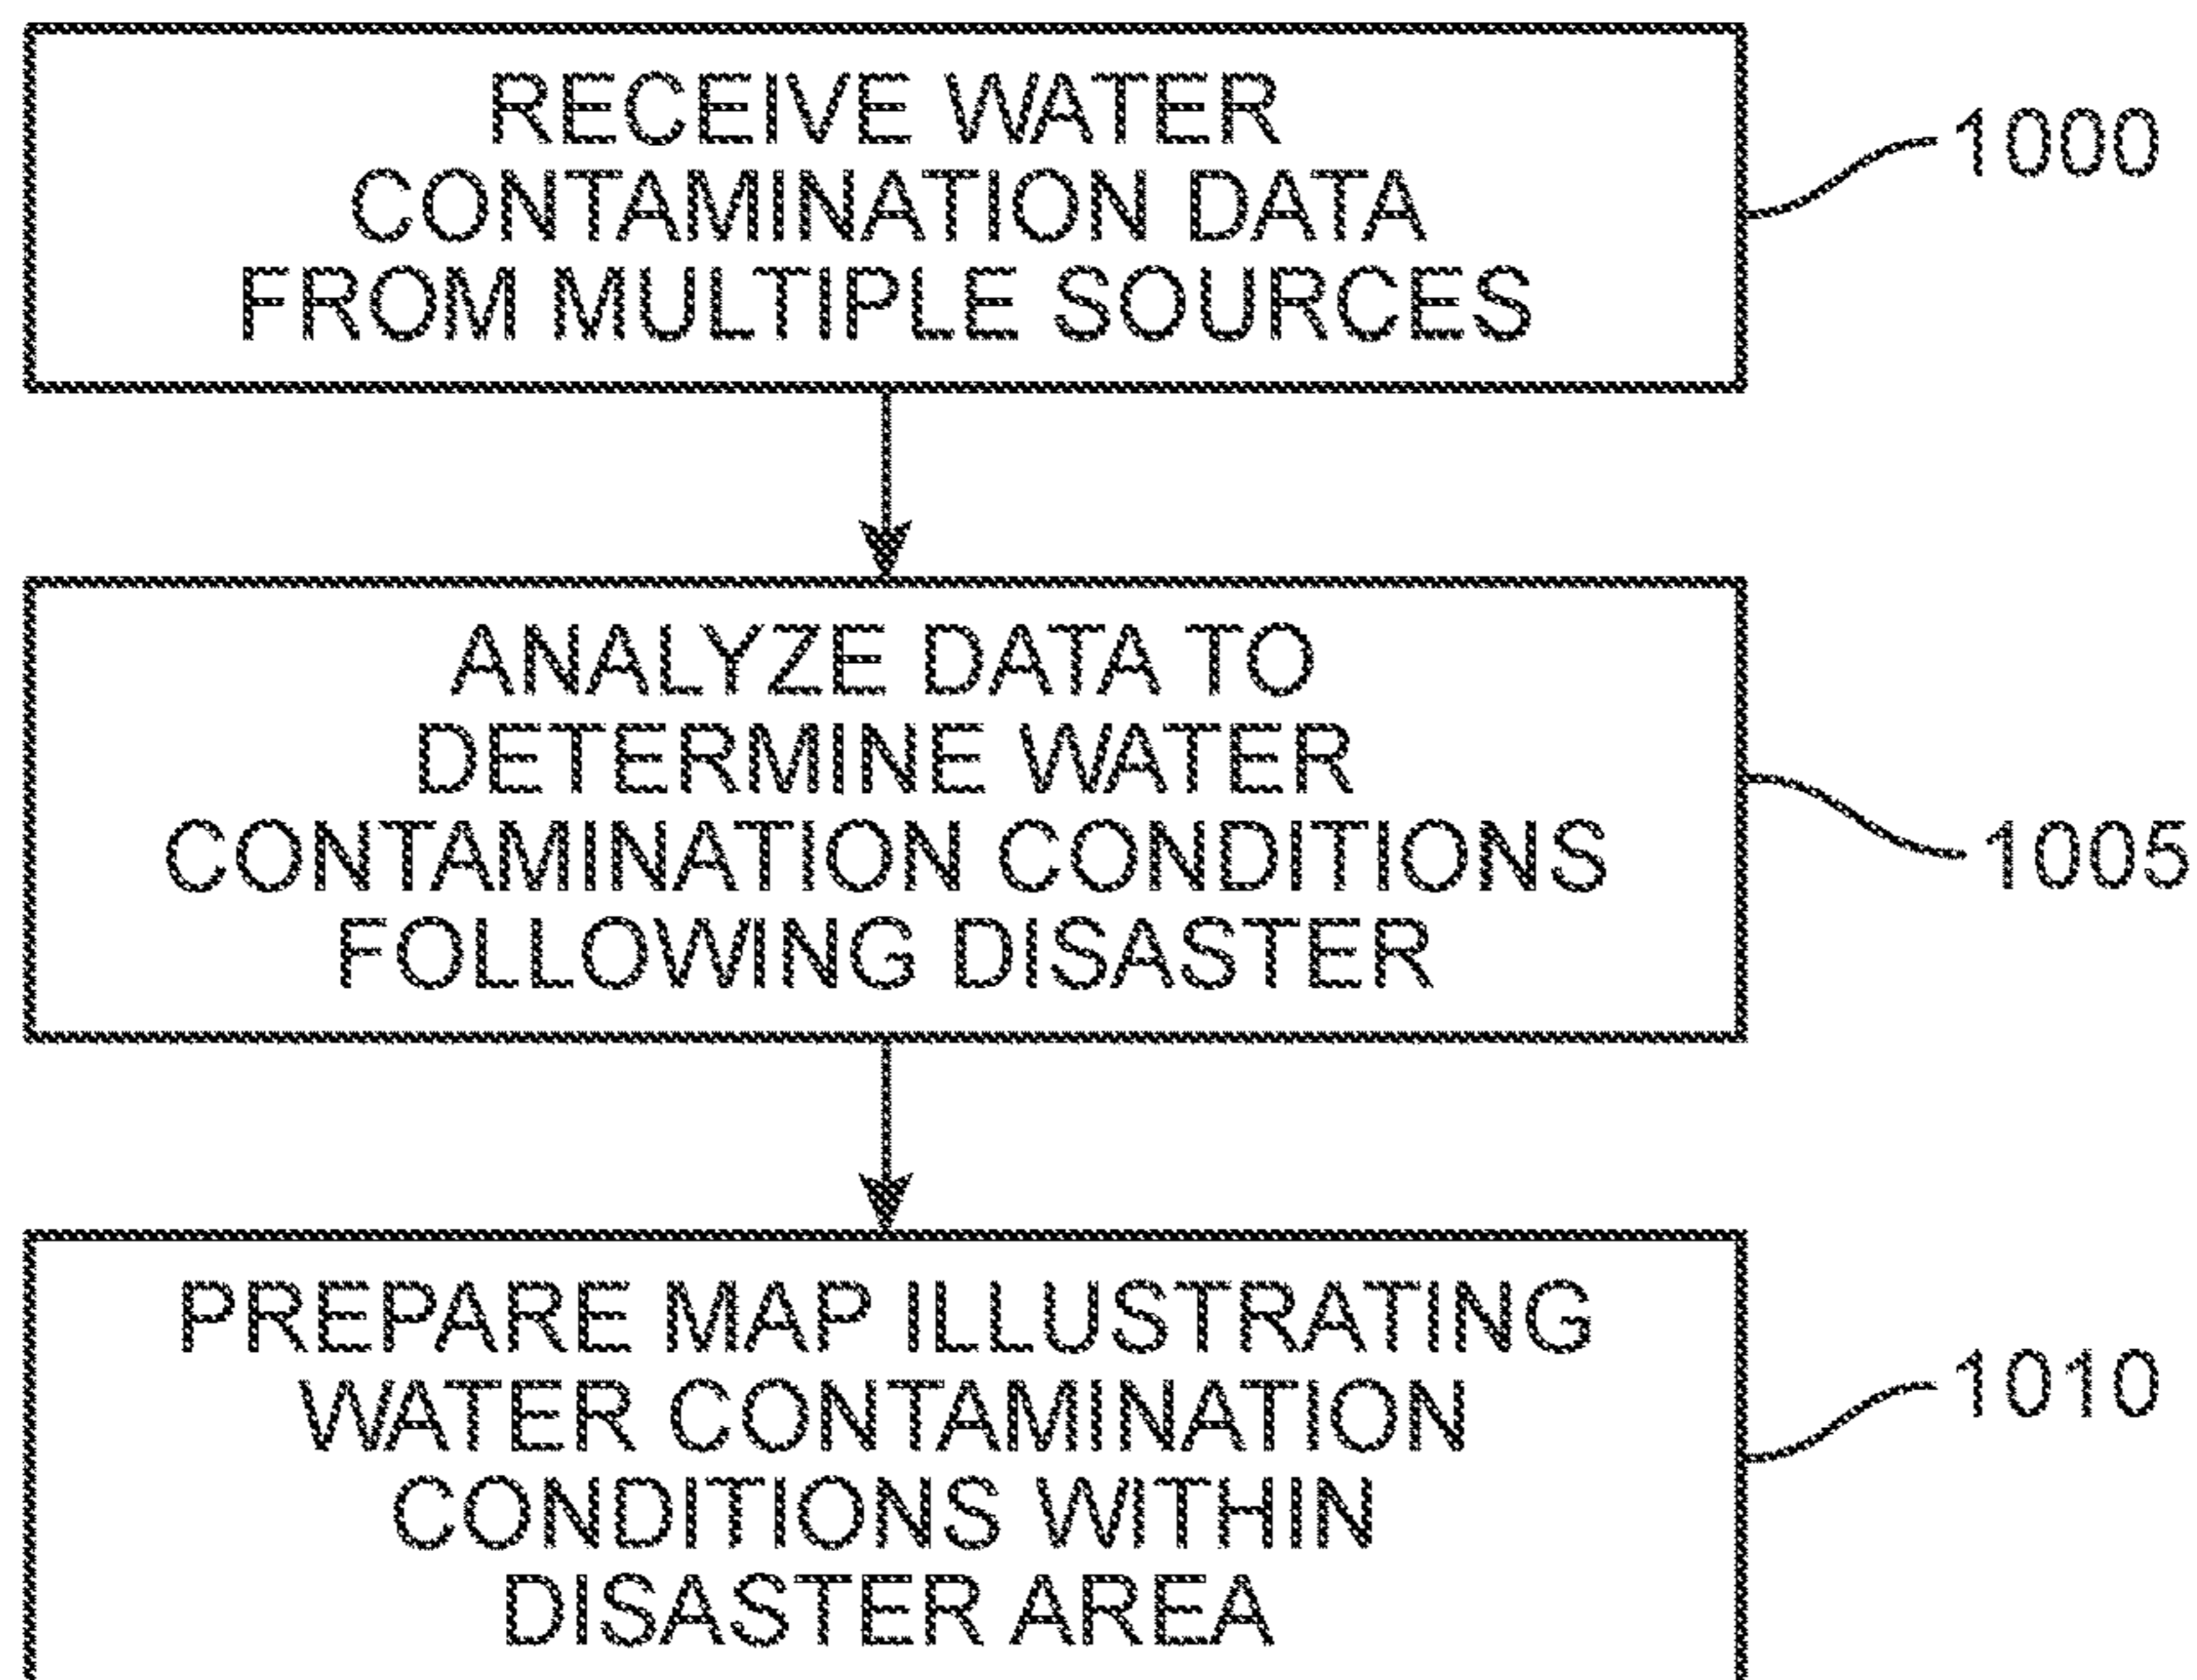 RECEIVE WATER
CONTAMINATION DATA
FROM MULTIPLE SOURCES
1000
ANALYZE DATA TO
DETERMINE WATER
CONTAMINATION CONDITIONS
FOLLOWING DISASTER
1005
PREPARE MAP ILLUSTRATING
WATER CONTAMINATION
CONDITIONS WITHIN
DISASTER AREA
1010